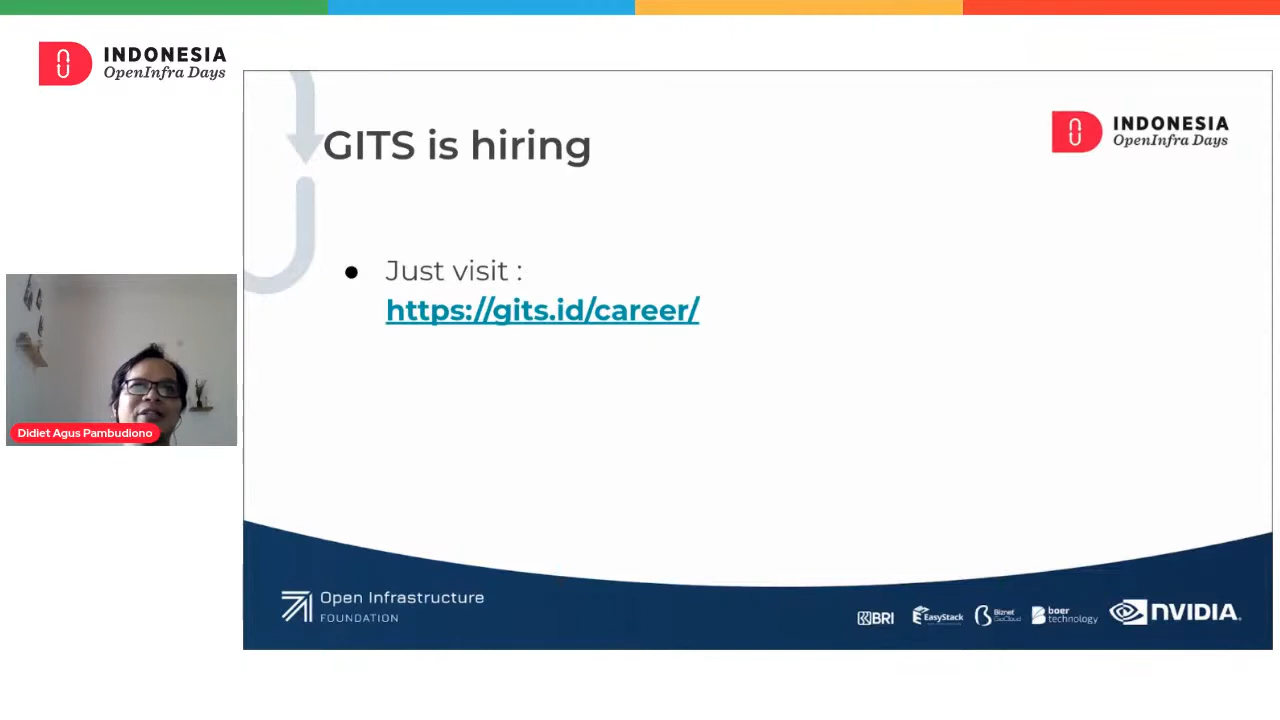 INDONESIA
OpenInfra Days
GITS is hiring
INDONESIA
OpenInfra Days
Just visit :
https://gits.id/career/
Didiet Agus Pambudiono
Open Infrastructure
FOUNDATION
BRI
EasyStack
Biznet
GioCloud
boer
technology
NVIDIA.